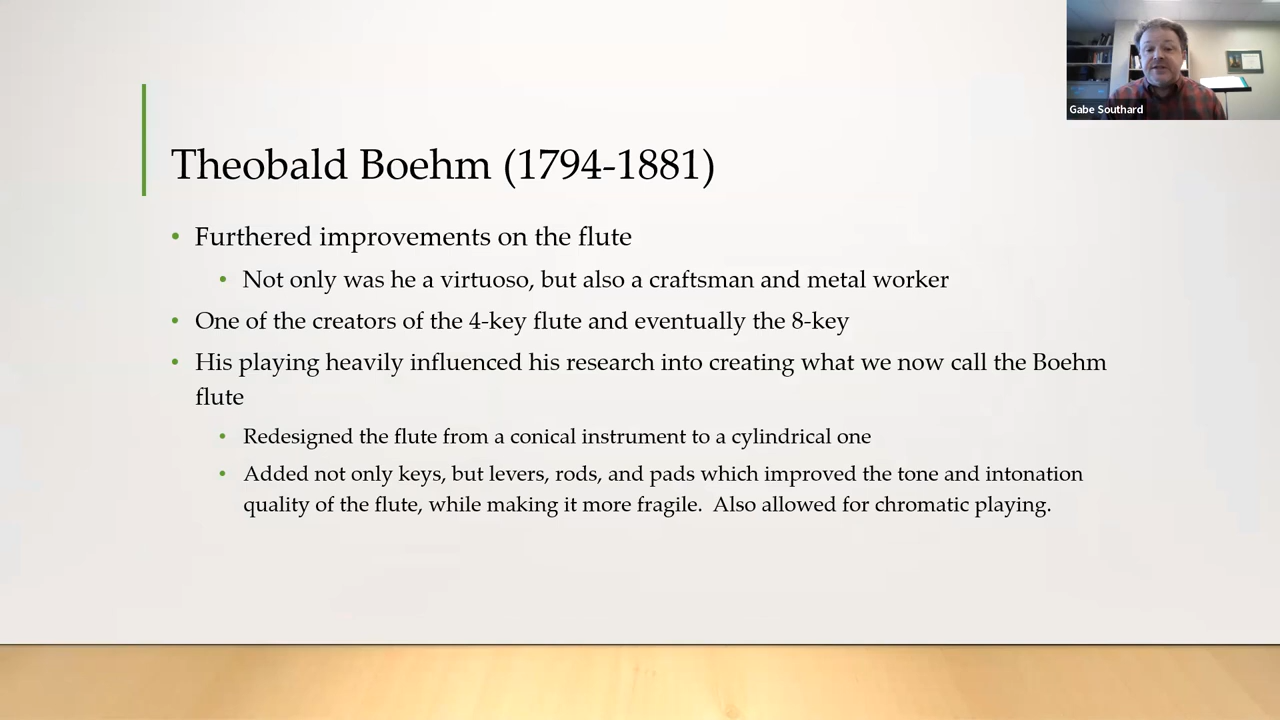 Gabe Southard
Theobald Boehm (1794-1881)
• Furthered improvements on the flute
• Not only was he a virtuoso, but also a craftsman and metal worker
• One of the creators of the 4-key flute and eventually the 8-key
• His playing heavily influenced his research into creating what we now call the Boehm
flute
• Redesigned the flute from a conical instrument to a cylindrical one
• Added not only keys, but levers, rods, and pads which improved the tone and intonation
quality of the flute, while making it more fragile.  Also allowed for chromatic playing.